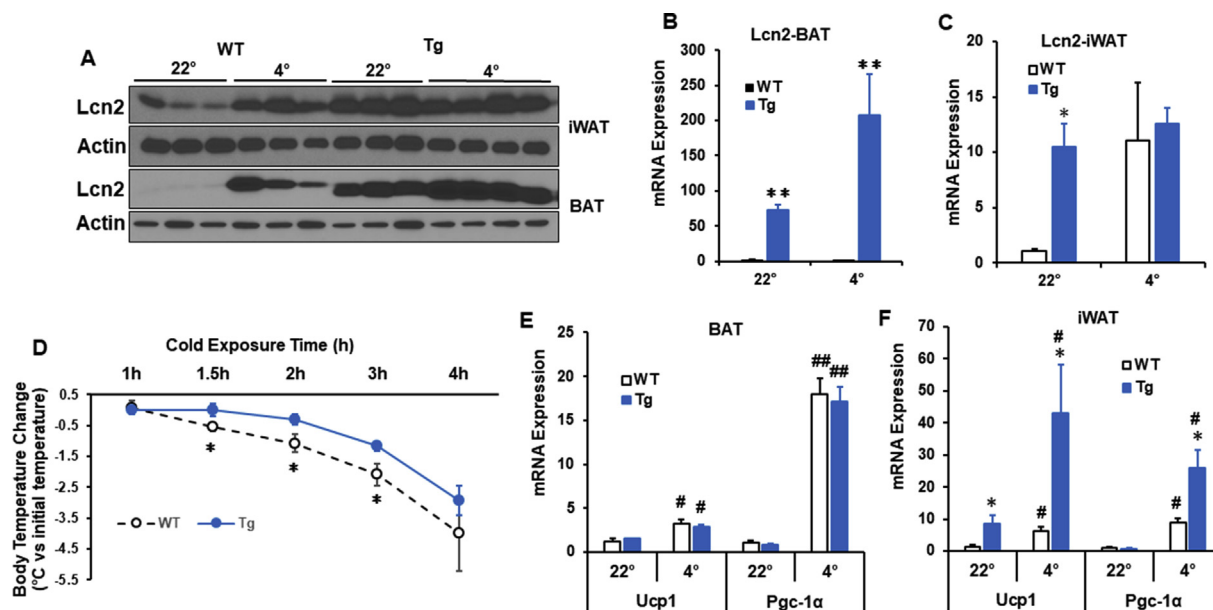 A
WT
Tg
22°
4°
22°
4°
Lcn2
Actin
iWAT
Lcn2
Actin
BAT
B
Lcn2-BAT
mRNA Expression
300
250
200
150
100
50
0
WT
Tg
**
**
22°
4°
C
Lcn2-iWAT
mRNA Expression
20
15
10
5
0
WT
Tg
*
22°
4°
D
Cold Exposure Time (h)
1h
1.5h
2h
3h
4h
Body Temperature Change
(°C vs initial temperature)
0.5
-0.5
-1.5
-2.5
-3.5
-4.5
-5.5
*
*
*
WT
Tg
E
BAT
mRNA Expression
25
20
15
10
5
0
WT
Tg
#
#
##
##
22°
4°
22°
4°
Ucp1
Pgc-1α
F
iWAT
mRNA Expression
70
60
50
40
30
20
10
0
WT
Tg
*
#
#
*
#
#
*
22°
4°
22°
4°
Ucp1
Pgc-1α